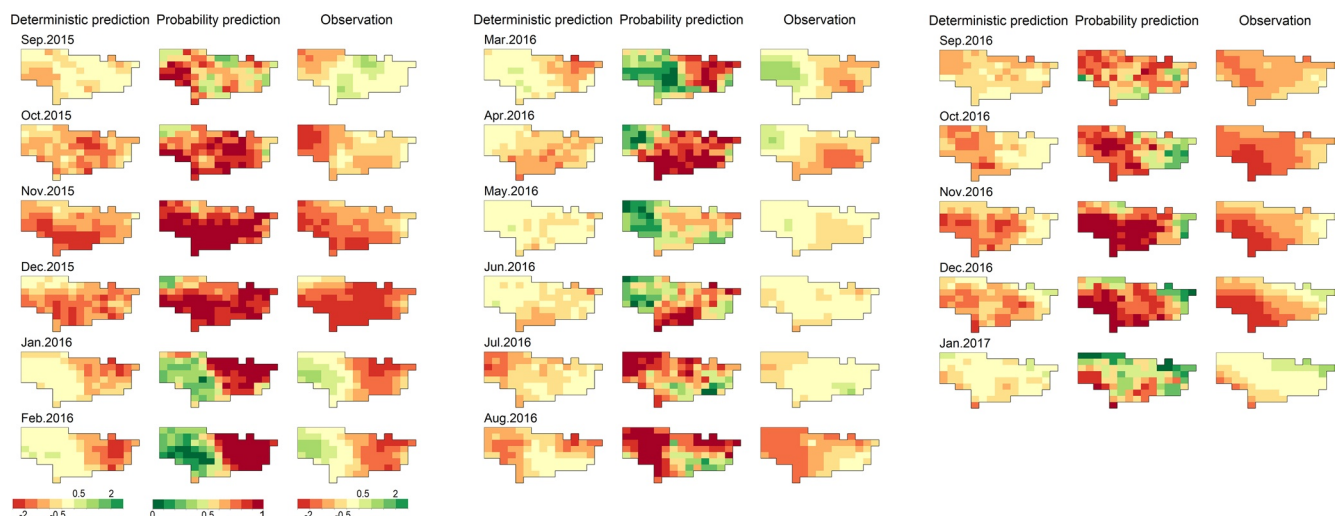 Deterministic prediction Probability prediction Observation
Sep.2015
Oct.2015
Nov.2015
Dec.2015
Jan.2016
Feb.2016
0.5 2
-2 -0.5
0 0.5 1
0.5 2
-2 -0.5
Deterministic prediction Probability prediction Observation
Mar.2016
Apr.2016
May.2016
Jun.2016
Jul.2016
Aug.2016
Deterministic prediction Probability prediction Observation
Sep.2016
Oct.2016
Nov.2016
Dec.2016
Jan.2017